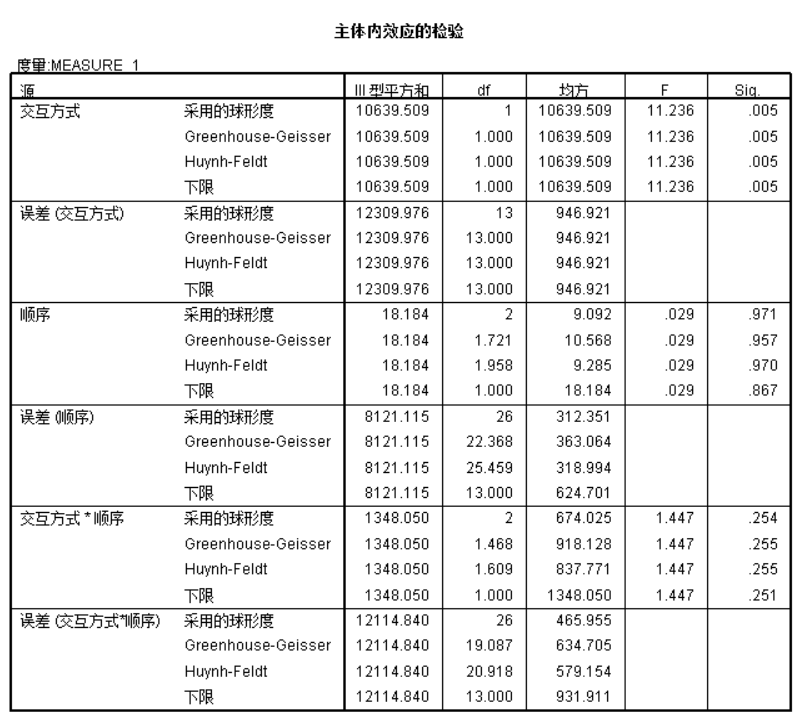 主体内效应的检验
度量:MEASURE_1
源 III 型平方和 df 均方 F Sig.
交互方式 采用的球形度 10639.509 1 10639.509 11.236 .005
Greenhouse-Geisser 10639.509 1.000 10639.509 11.236 .005
Huynh-Feldt 10639.509 1.000 10639.509 11.236 .005
下限 10639.509 1.000 10639.509 11.236 .005
误差 (交互方式) 采用的球形度 12309.976 13 946.921
Greenhouse-Geisser 12309.976 13.000 946.921
Huynh-Feldt 12309.976 13.000 946.921
下限 12309.976 13.000 946.921
顺序 采用的球形度 18.184 2 9.092 .029 .971
Greenhouse-Geisser 18.184 1.721 10.568 .029 .957
Huynh-Feldt 18.184 1.958 9.285 .029 .970
下限 18.184 1.000 18.184 .029 .867
误差 (顺序) 采用的球形度 8121.115 26 312.351
Greenhouse-Geisser 8121.115 22.368 363.064
Huynh-Feldt 8121.115 25.459 318.994
下限 8121.115 13.000 624.701
交互方式 * 顺序 采用的球形度 1348.050 2 674.025 1.447 .254
Greenhouse-Geisser 1348.050 1.468 918.128 1.447 .255
Huynh-Feldt 1348.050 1.609 837.771 1.447 .255
下限 1348.050 1.000 1348.050 1.447 .251
误差 (交互方式*顺序) 采用的球形度 12114.840 26 465.955
Greenhouse-Geisser 12114.840 19.087 634.705
Huynh-Feldt 12114.840 20.918 579.154
下限 12114.840 13.000 931.911